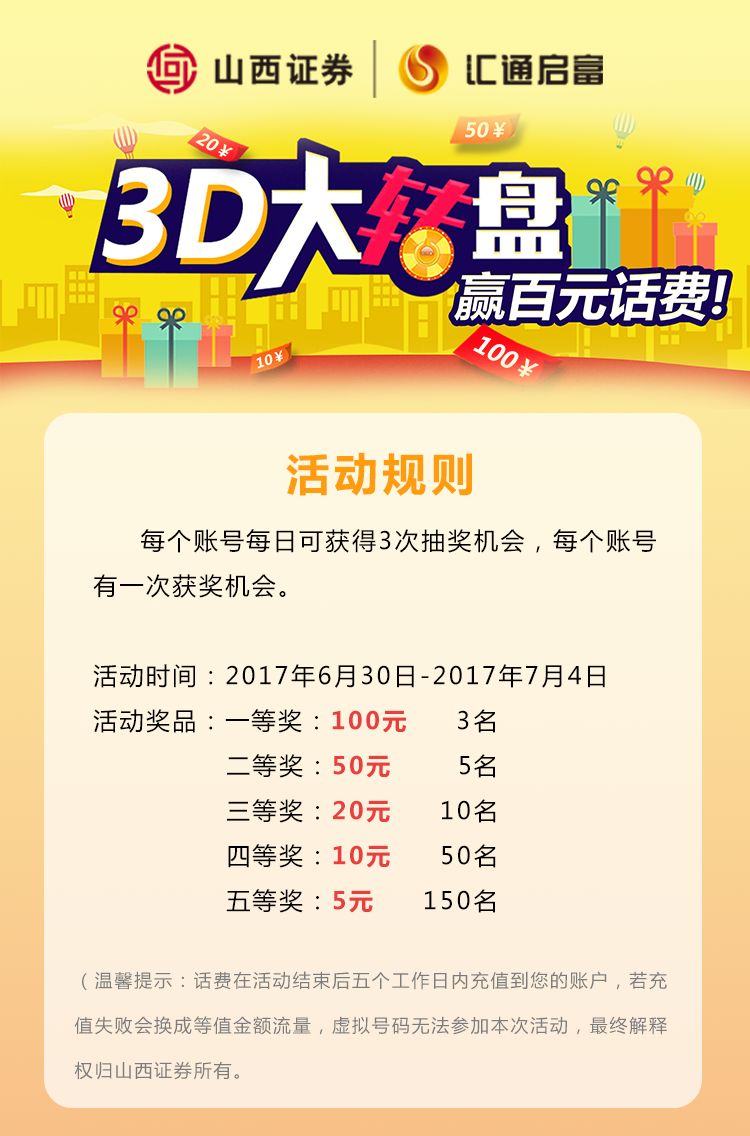 山西证券 汇通启富
20¥
50¥
3D大转盘
赢百元话费!
10¥
100¥
活动规则
每个账号每日可获得3次抽奖机会，每个账号
有一次获奖机会。
活动时间：2017年6月30日-2017年7月4日
活动奖品：一等奖：100元 3名
二等奖：50元 5名
三等奖：20元 10名
四等奖：10元 50名
五等奖：5元 150名
（温馨提示：话费在活动结束后五个工作日内充值到您的账户，若充
值失败会换成等值金额流量，虚拟号码无法参加本次活动，最终解释
权归山西证券所有。